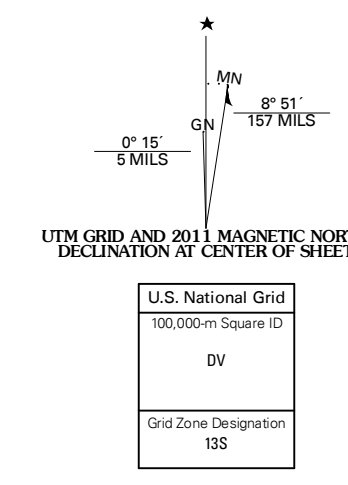 MN
8° 51´
157 MILS
GN
0° 15´
5 MILS
UTM GRID AND 2011 MAGNETIC
DECLINATION AT CENTER OF SHEET
U.S. National Grid
100,000-m Square ID
DV
Grid Zone Designation
13S